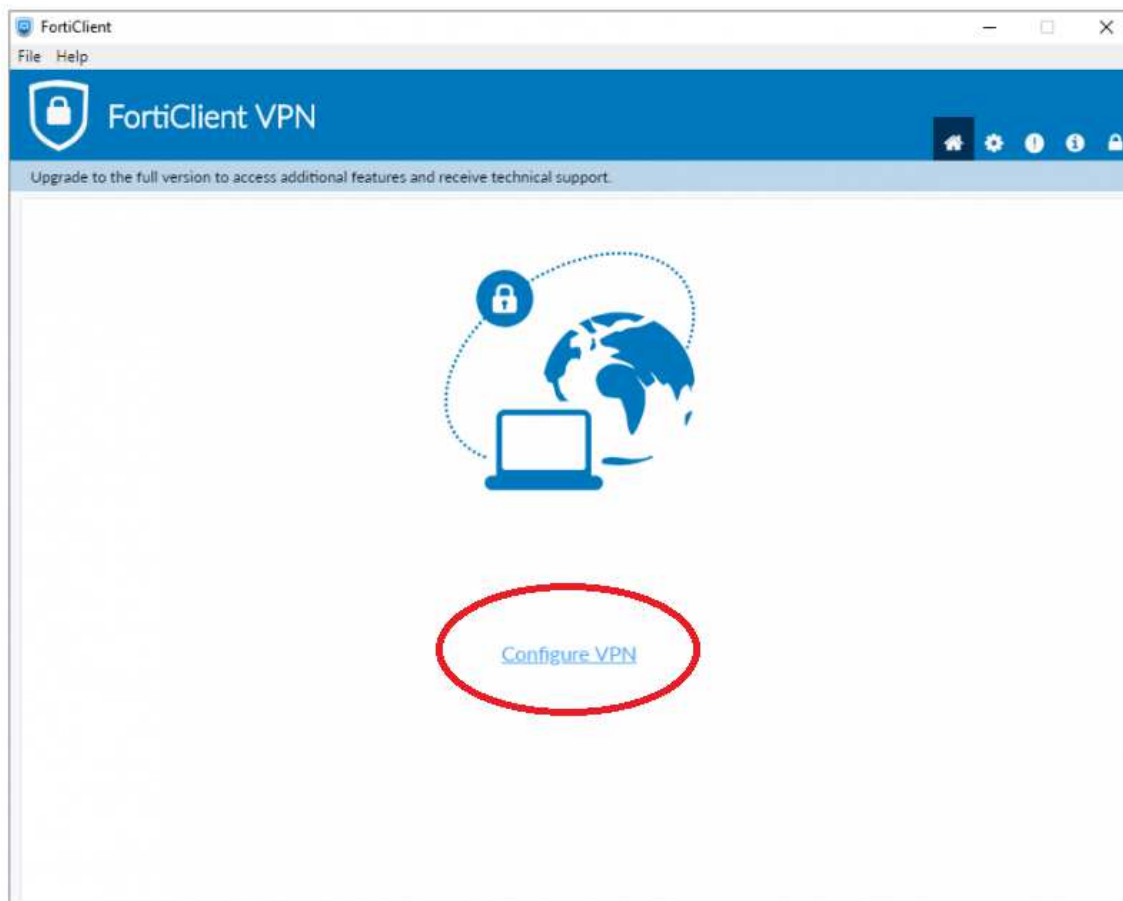 FortiClient
File Help
FortiClient VPN
Upgrade to the full version to access additional features and receive technical support.
Configure VPN